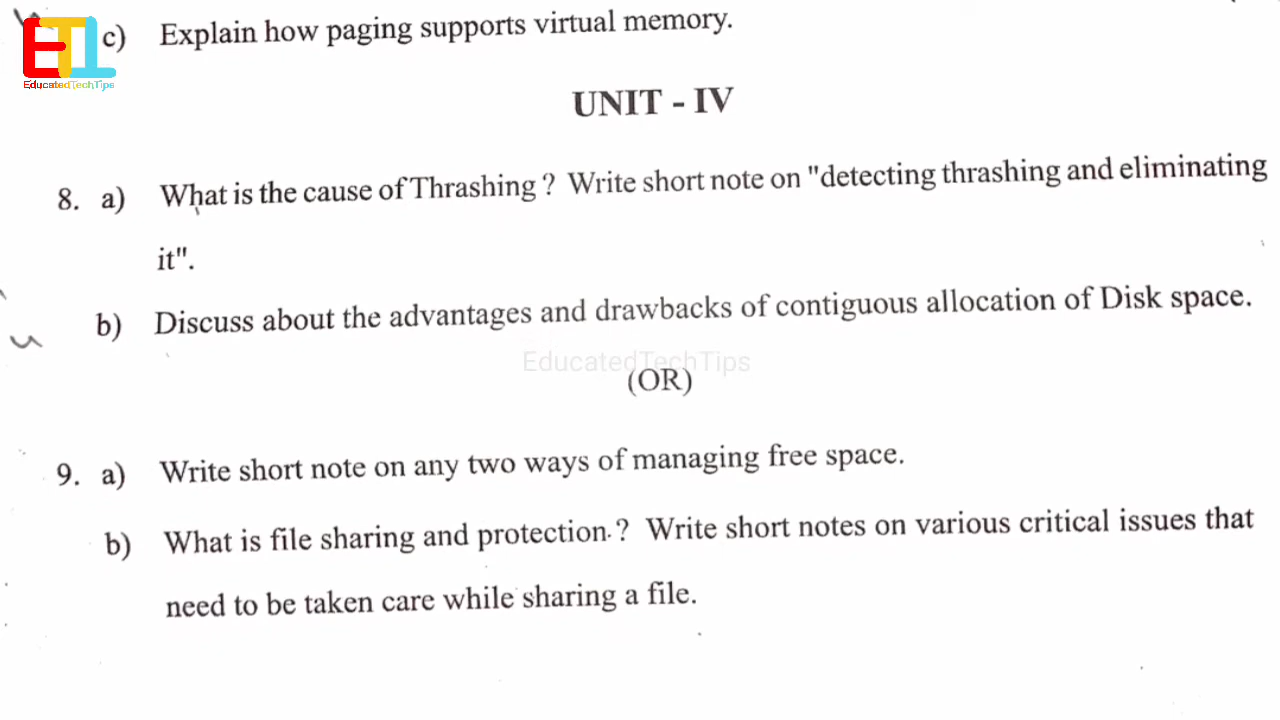 ETL
EducatedTechTips
c) Explain how paging supports virtual memory.
UNIT - IV
8. a) What is the cause of Thrashing ? Write short note on "detecting thrashing and eliminating
it".
b) Discuss about the advantages and drawbacks of contiguous allocation of Disk space.
EducatedTechTips
(OR)
9. a) Write short note on any two ways of managing free space.
b) What is file sharing and protection ? Write short notes on various critical issues that
need to be taken care while sharing a file.